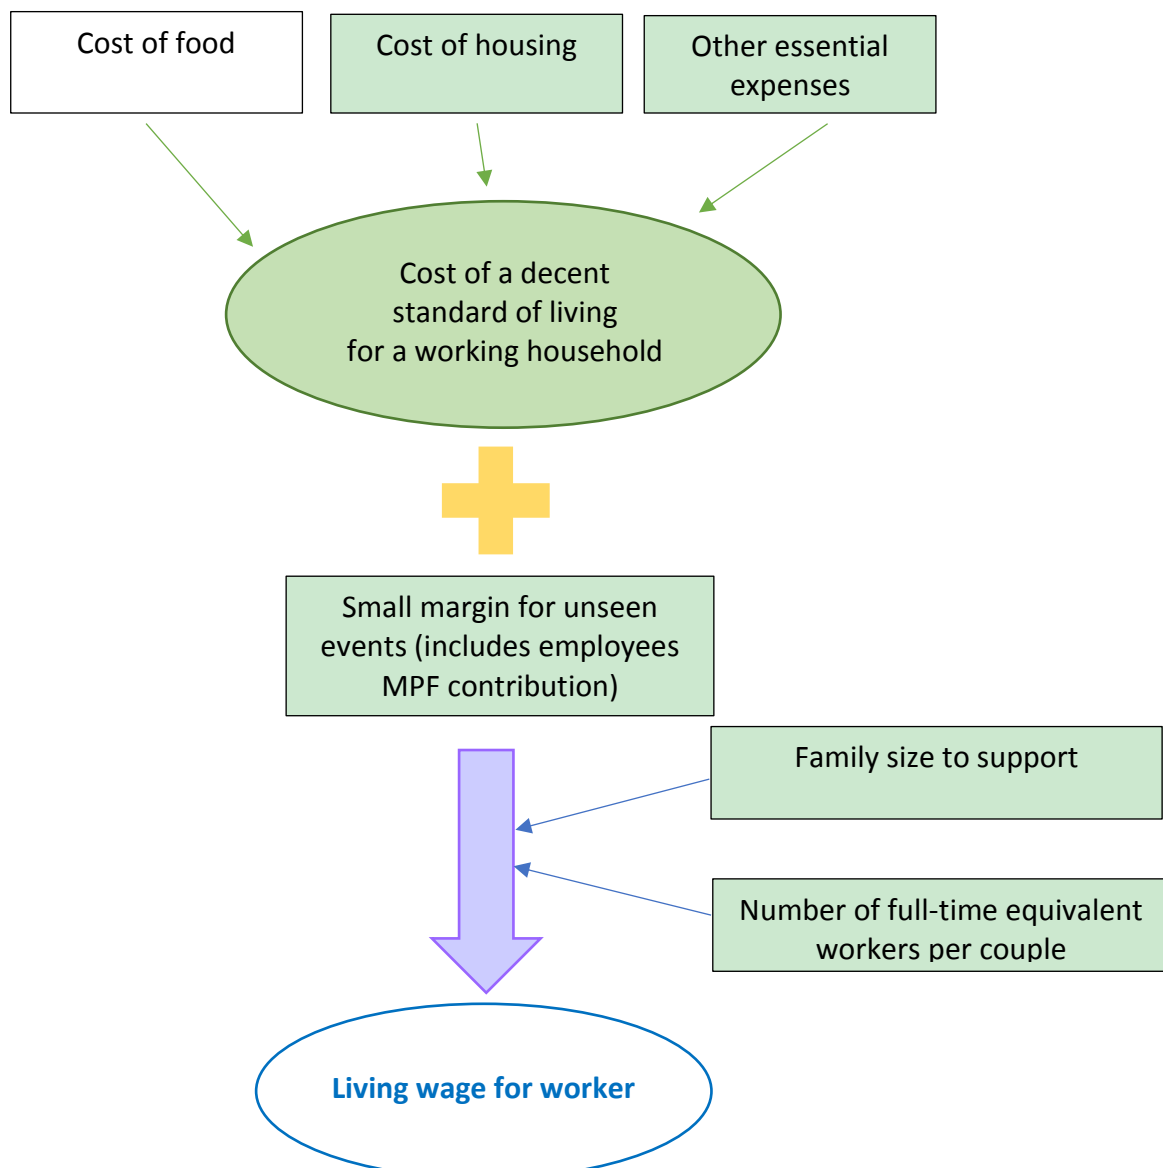 Cost of food
Cost of housing
Other essential
expenses
Cost of a decent
standard of living
for a working household
Small margin for unseen
events (includes employees
MPF contribution)
Family size to support
Number of full-time equivalent
workers per couple
Living wage for worker